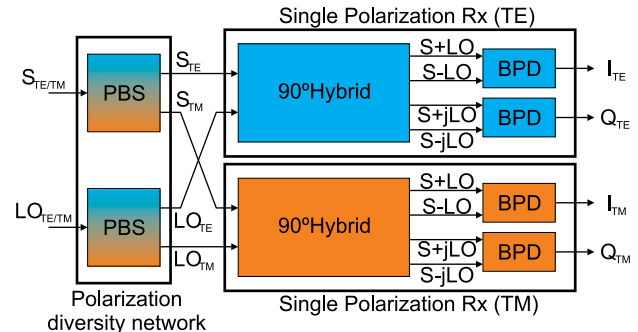 Single Polarization Rx (TE)
S_TE/TM
PBS
S_TE
S_TM
90ºHybrid
S+LO
S-LO
S+jLO
S-jLO
BPD
BPD
I_TE
Q_TE
LO_TE/TM
PBS
LO_TE
LO_TM
90ºHybrid
S+LO
S-LO
S+jLO
S-jLO
BPD
BPD
I_TM
Q_TM
Polarization
diversity network
Single Polarization Rx (TM)